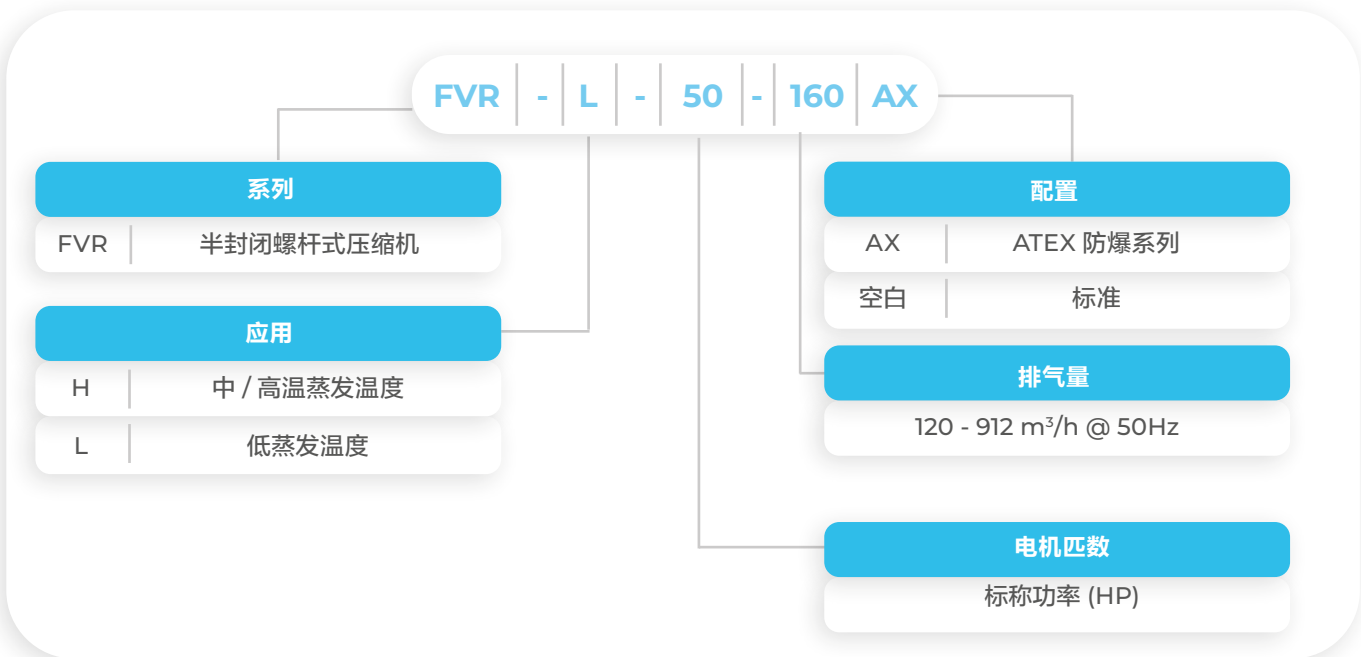 FVR - L - 50 - 160 AX
系列
FVR 半封闭螺杆式压缩机
应用
H 中 / 高温蒸发温度
L 低蒸发温度
配置
AX ATEX 防爆系列
空白 标准
排气量
120 - 912 m³/h @ 50Hz
电机匹数
标称功率 (HP)